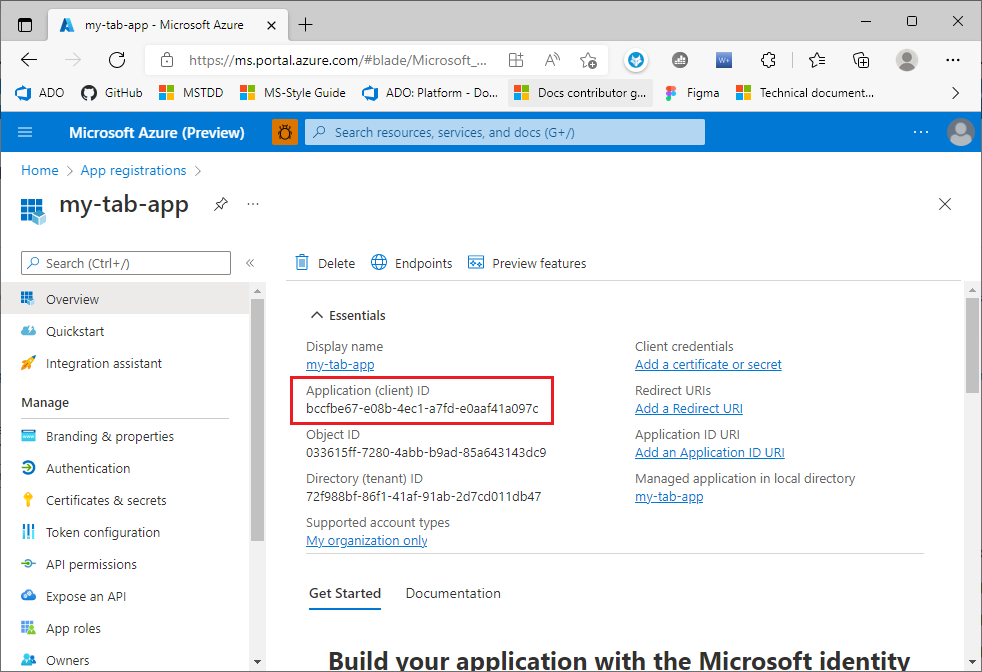 my-tab-app - Microsoft Azure
https://ms.portal.azure.com/#blade/Microsoft_...
ADO
GitHub
MSTDD
MS-Style Guide
ADO: Platform - Do...
Docs contributor g...
Figma
Technical document...
Microsoft Azure (Preview)
Search resources, services, and docs (G+/)
Home > App registrations >
my-tab-app
Search (Ctrl+/)
Overview
Quickstart
Integration assistant
Manage
Branding & properties
Authentication
Certificates & secrets
Token configuration
API permissions
Expose an API
App roles
Owners
Delete
Endpoints
Preview features
Essentials
Display name
my-tab-app
Application (client) ID
bccfbe67-e08b-4ec1-a7fd-e0aaf41a097c
Object ID
033615ff-7280-4abb-b9ad-85a643143dc9
Directory (tenant) ID
72f988bf-86f1-41af-91ab-2d7cd011db47
Supported account types
My organization only
Client credentials
Add a certificate or secret
Redirect URIs
Add a Redirect URI
Application ID URI
Add an Application ID URI
Managed application in local directory
my-tab-app
Get Started
Documentation
Build your application with the Microsoft identity